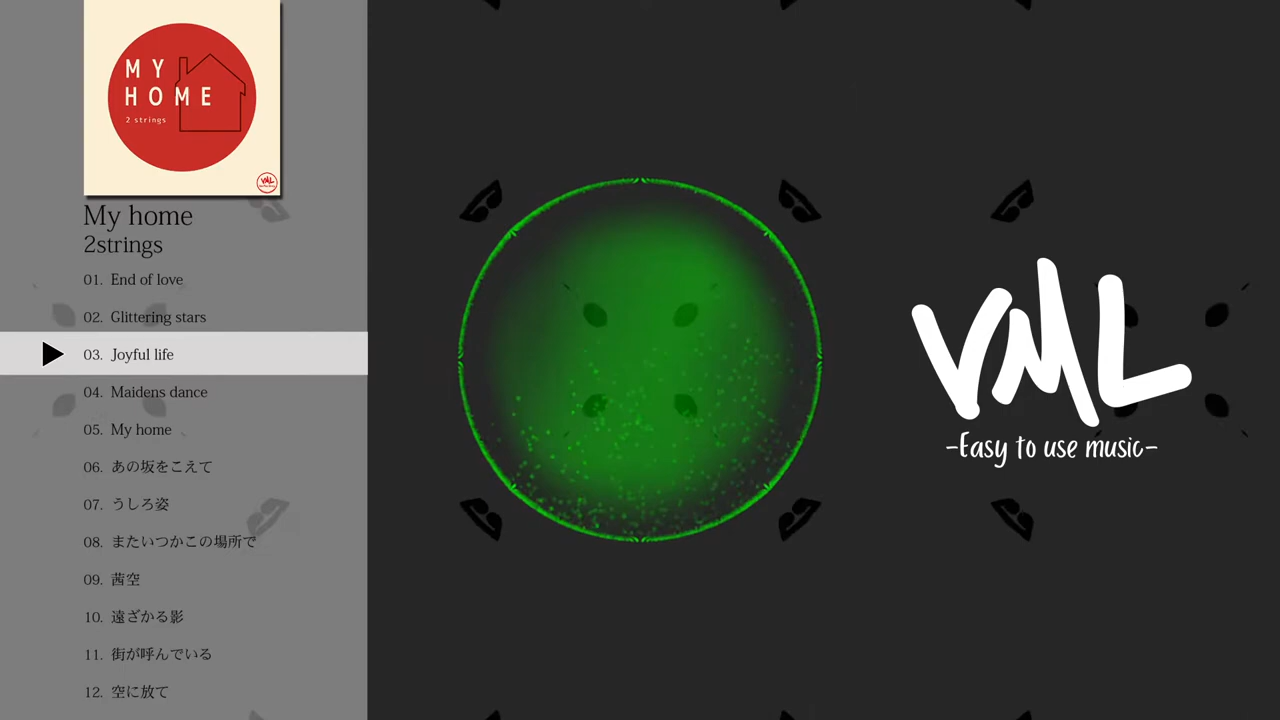 MY
HOME
2 strings
VML
My home
2strings
01. End of love
02. Glittering stars
03. Joyful life
04. Maidens dance
05. My home
06. あの坂をこえて
07. うしろ姿
08. またいつかこの場所で
09. 茜空
10. 遠ざかる影
11. 街が呼んでいる
12. 空に放て
VML
-Easy to use music-